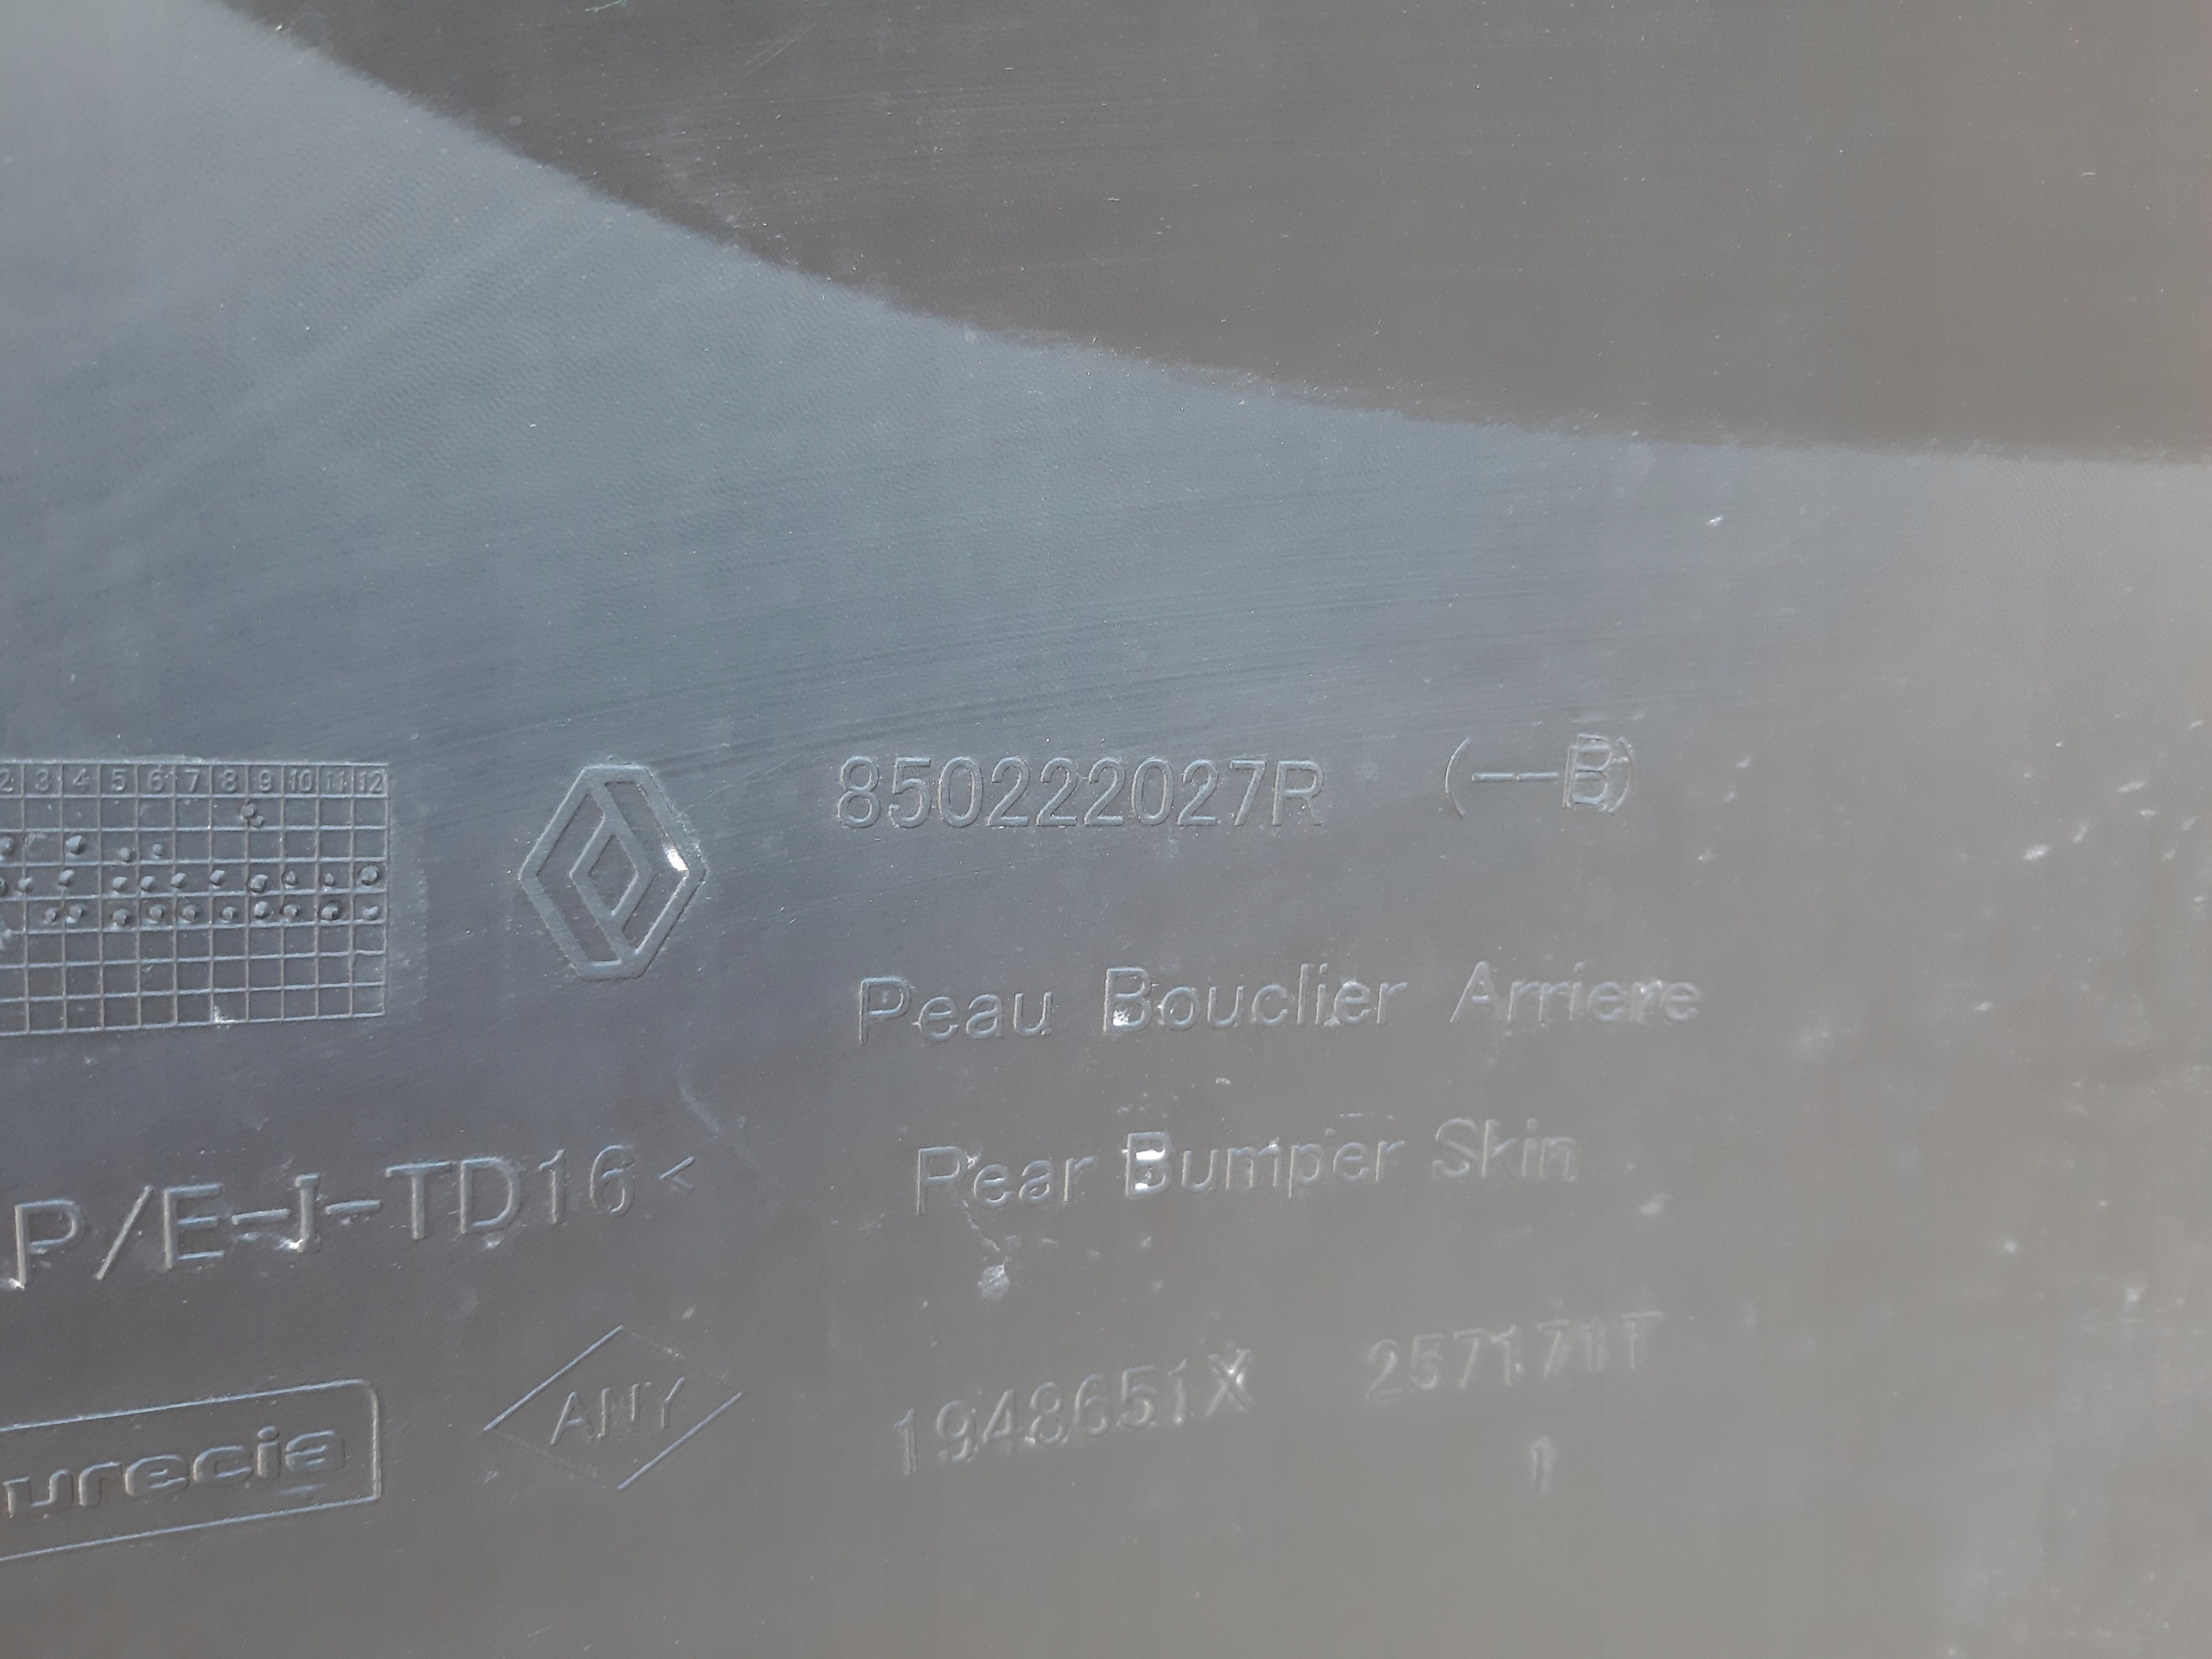 2 3 4 5 6 7 8 9 10 11 12
850222027R (--B)
Peau Bouclier Arriere
P/E-I-TD16<
Rear Bumper Skin
urecia
ANY
1948651X 257171T
1